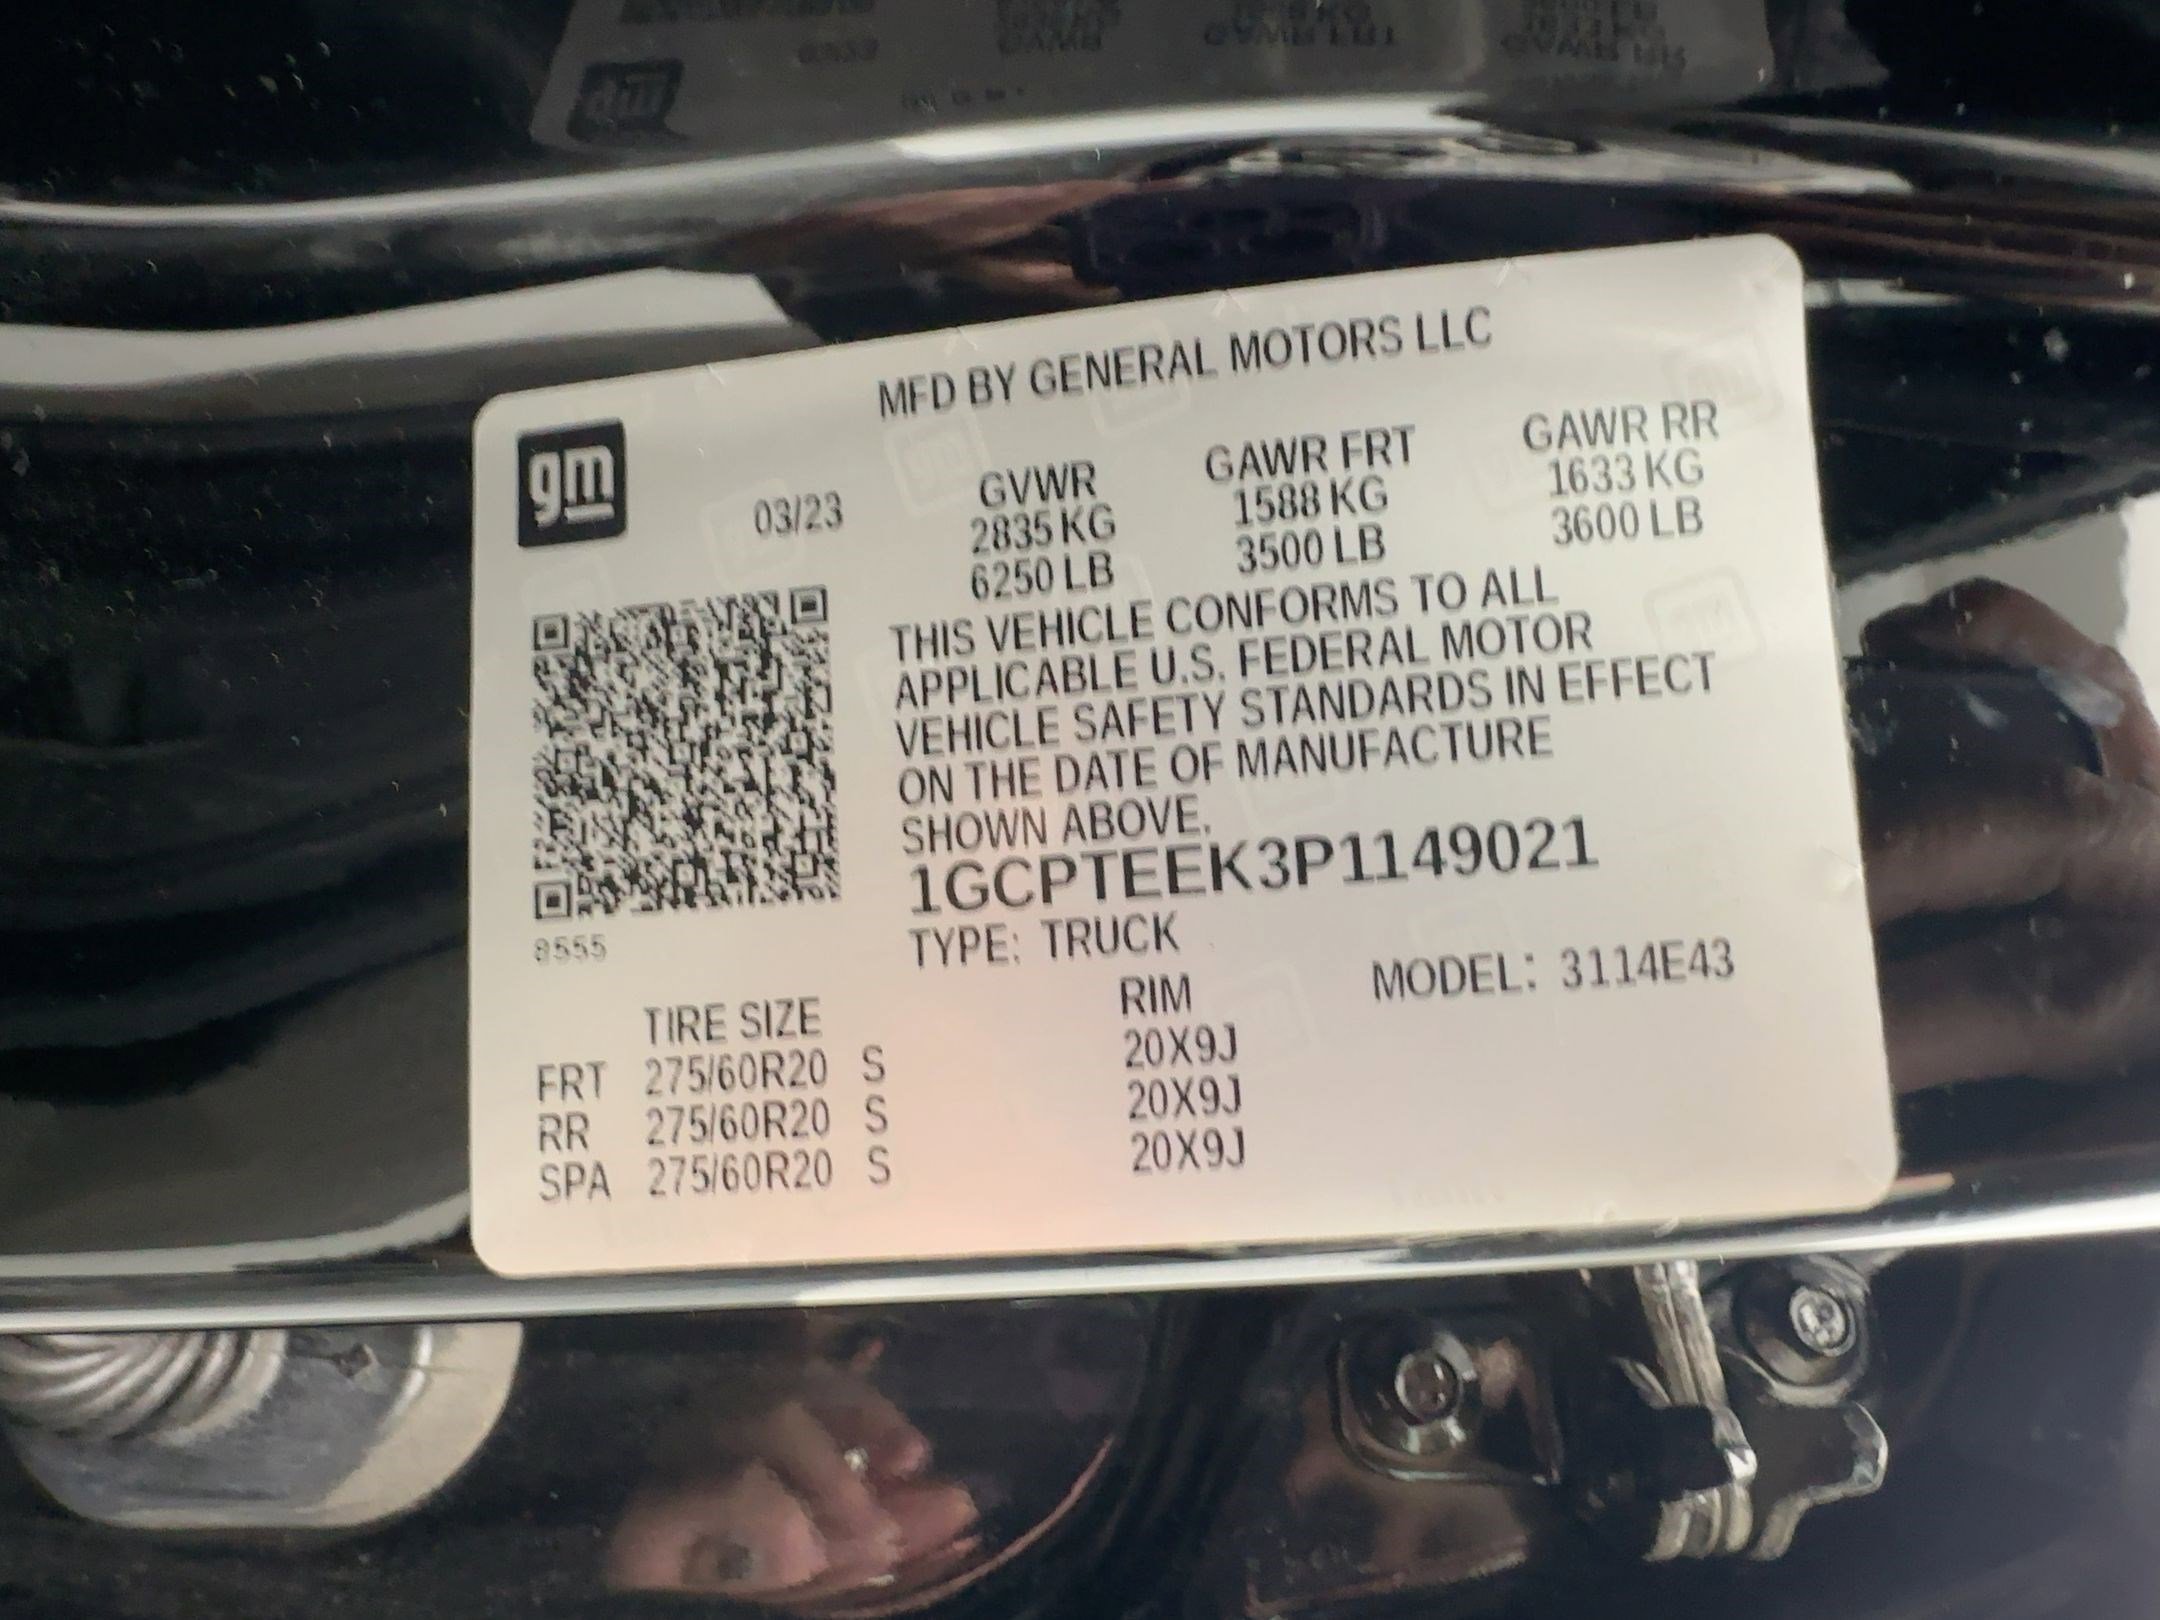 MFD BY GENERAL MOTORS LLC
gm
03/23
GVWR GAWR FRT GAWR RR
2835 KG 1588 KG 1633 KG
6250 LB 3500 LB 3600 LB
THIS VEHICLE CONFORMS TO ALL
APPLICABLE U.S. FEDERAL MOTOR
VEHICLE SAFETY STANDARDS IN EFFECT
ON THE DATE OF MANUFACTURE
SHOWN ABOVE.
1GCPTEEK3P1149021
8555
TYPE: TRUCK MODEL: 3114E43
TIRE SIZE RIM
FRT 275/60R20 S 20X9J
RR 275/60R20 S 20X9J
SPA 275/60R20 S 20X9J